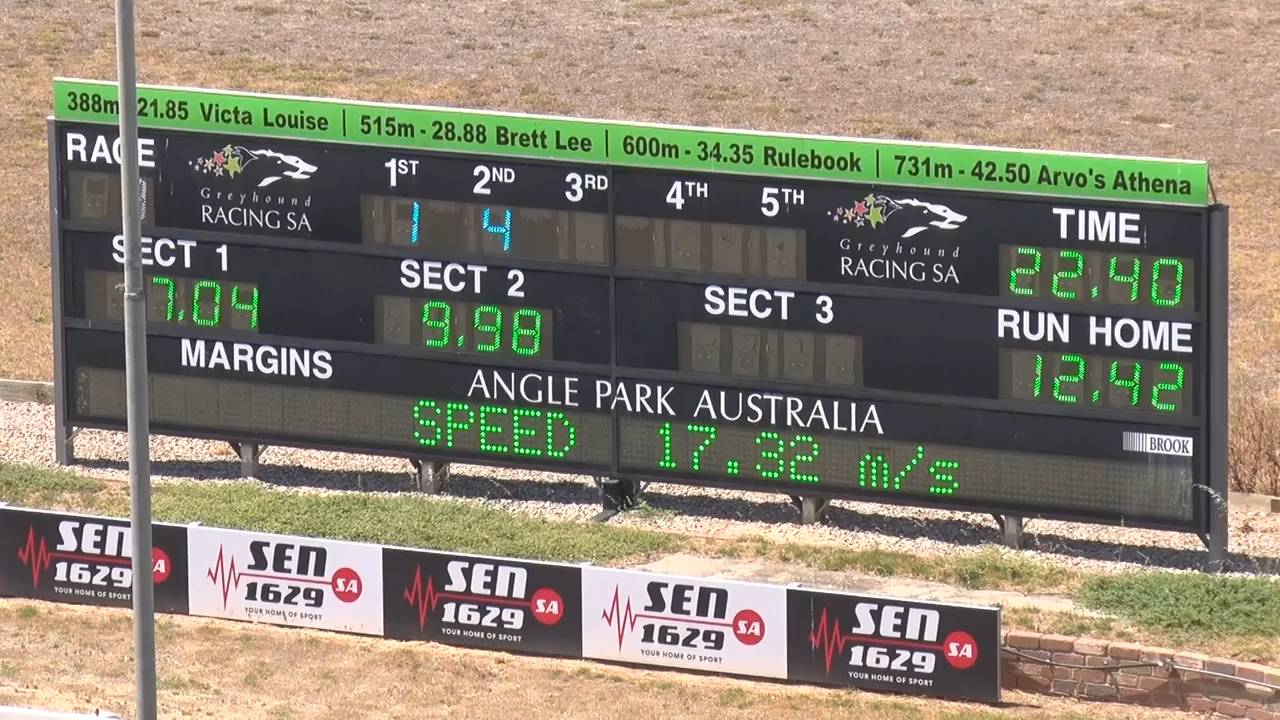 388m 21.85 Victa Louise | 515m - 28.88 Brett Lee | 600m - 34.35 Rulebook | 731m - 42.50 Arvo's Athena
RACE
Greyhound
RACING SA
1ST 2ND 3RD 4TH 5TH
1 4
Greyhound
RACING SA
TIME
22.40
SECT 1
7.04
SECT 2
9.98
SECT 3
RUN HOME
12.42
MARGINS
ANGLE PARK AUSTRALIA
SPEED 17.32 m/s
BROOK
SEN
1629 SA
SEN
1629 SA
YOUR HOME OF SPORT
SEN
1629 SA
YOUR HOME OF SPORT
SEN
1629 SA
YOUR HOME OF SPORT
SEN
1629 SA
YOUR HOME OF SPORT